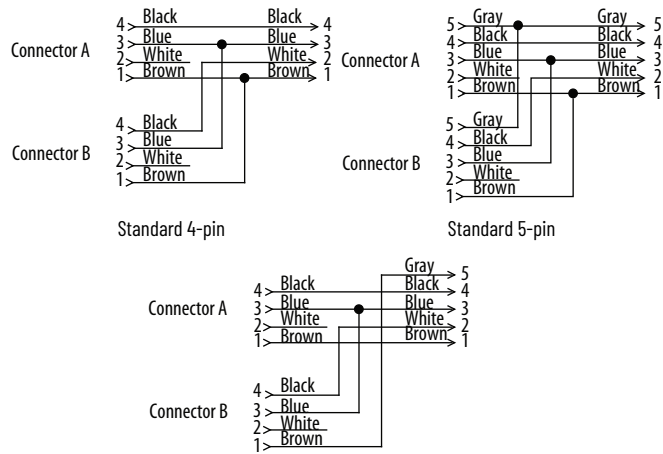 4 Black Black 4
3 Blue Blue 3
Connector A
2 White White 2
1 Brown Brown 1
4 Black
3 Blue
Connector B
2 White
1 Brown
Standard 4-pin
5 Gray Gray 5
4 Black Black 4
Connector A
3 Blue Blue 3
2 White White 2
1 Brown Brown 1
5 Gray
4 Black
Connector B
3 Blue
2 White
1 Brown
Standard 5-pin
Gray 5
4 Black Black 4
Connector A
3 Blue Blue 3
2 White White 2
1 Brown Brown 1
4 Black
Connector B
3 Blue
2 White
1 Brown